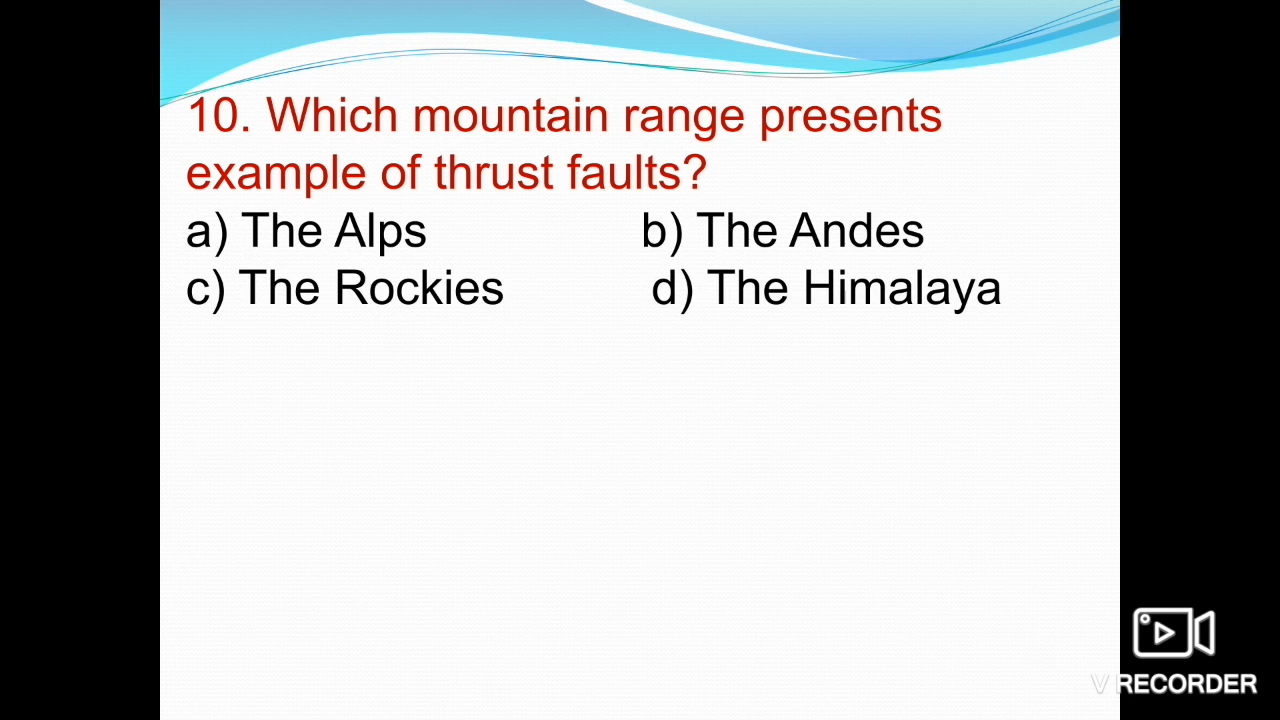 10. Which mountain range presents
example of thrust faults?
a) The Alps b) The Andes
c) The Rockies d) The Himalaya
V RECORDER